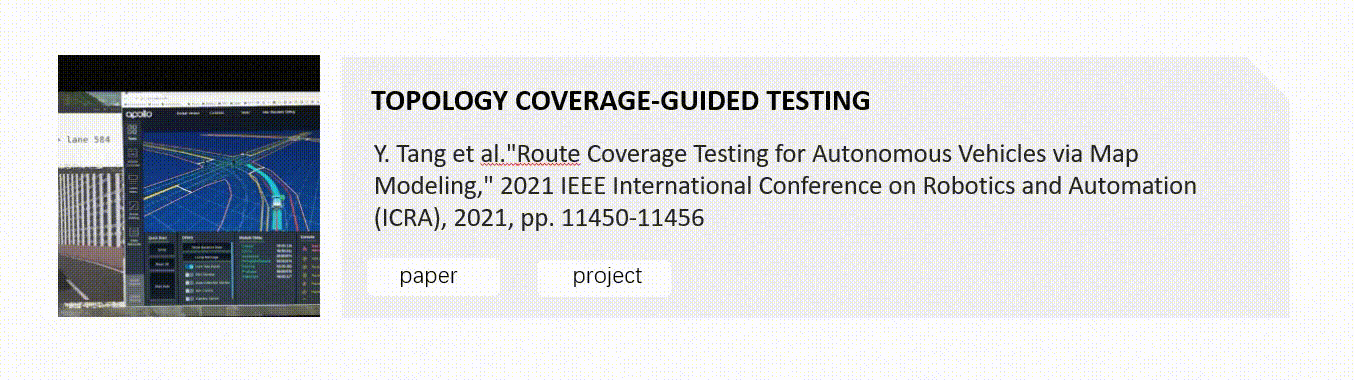 TOPOLOGY COVERAGE-GUIDED TESTING
Y. Tang et al."Route Coverage Testing for Autonomous Vehicles via Map
Modeling," 2021 IEEE International Conference on Robotics and Automation
(ICRA), 2021, pp. 11450-11456
paper project
apollo
lane 584